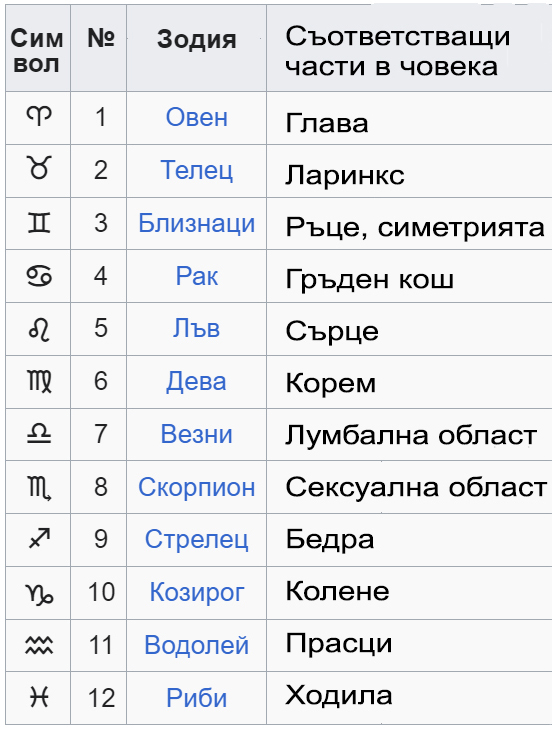 Сим № Зодия Съответстващи
вол части в човека
♈ 1 Овен Глава
♉ 2 Телец Ларинкс
♊ 3 Близнаци Ръце, симетрията
♋ 4 Рак Гръден кош
♌ 5 Лъв Сърце
♍ 6 Дева Корем
♎ 7 Везни Лумбална област
♏ 8 Скорпион Сексуална област
♐ 9 Стрелец Бедра
♑ 10 Козирог Колене
♒ 11 Водолей Прасци
♓ 12 Риби Ходила